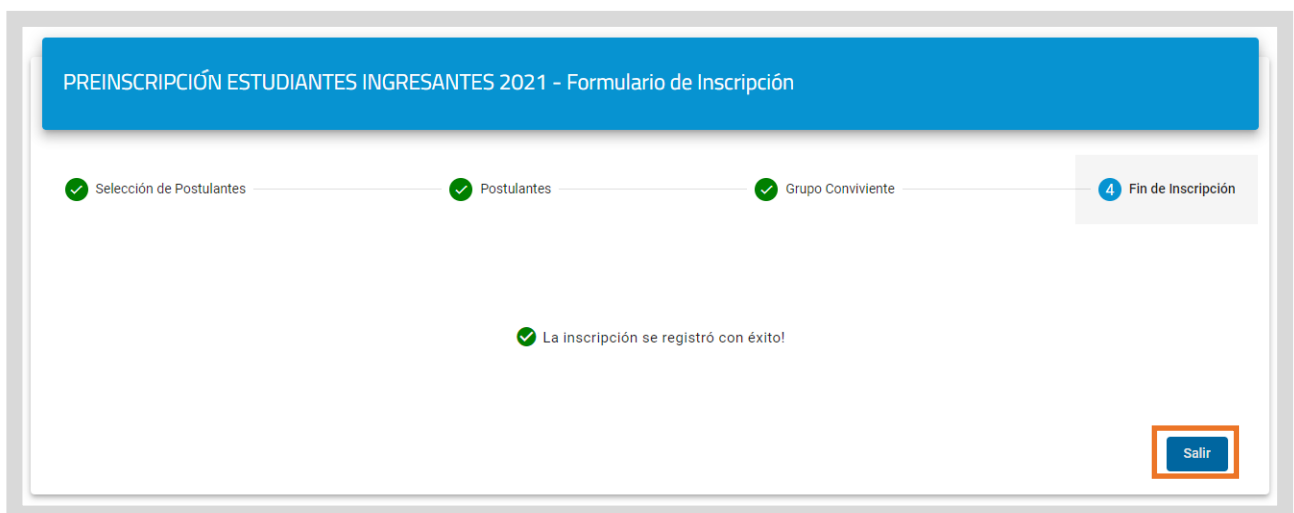 PREINSCRIPCIÓN ESTUDIANTES INGRESANTES 2021 - Formulario de Inscripción
Selección de Postulantes
Postulantes
Grupo Conviviente
4 Fin de Inscripción
La inscripción se registró con éxito!
Salir